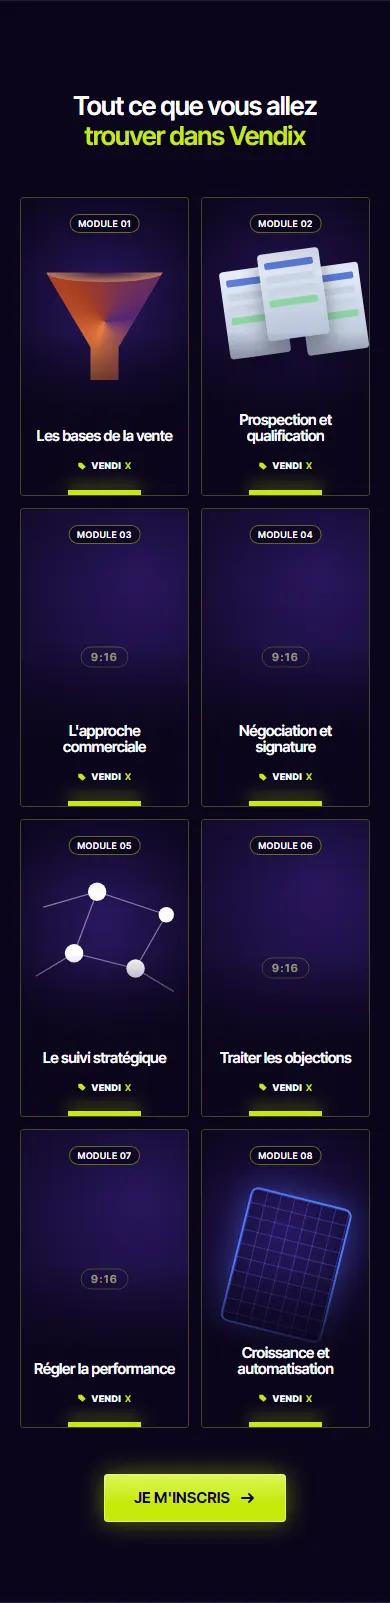 Tout ce que vous allez
trouver dans Vendix
MODULE 01
Les bases de la vente
VENDI X
MODULE 02
Prospection et
qualification
VENDI X
MODULE 03
9:16
L'approche
commerciale
VENDI X
MODULE 04
9:16
Négociation et
signature
VENDI X
MODULE 05
Le suivi stratégique
VENDI X
MODULE 06
9:16
Traiter les objections
VENDI X
MODULE 07
9:16
Régler la performance
VENDI X
MODULE 08
Croissance et
automatisation
VENDI X
JE M'INSCRIS →